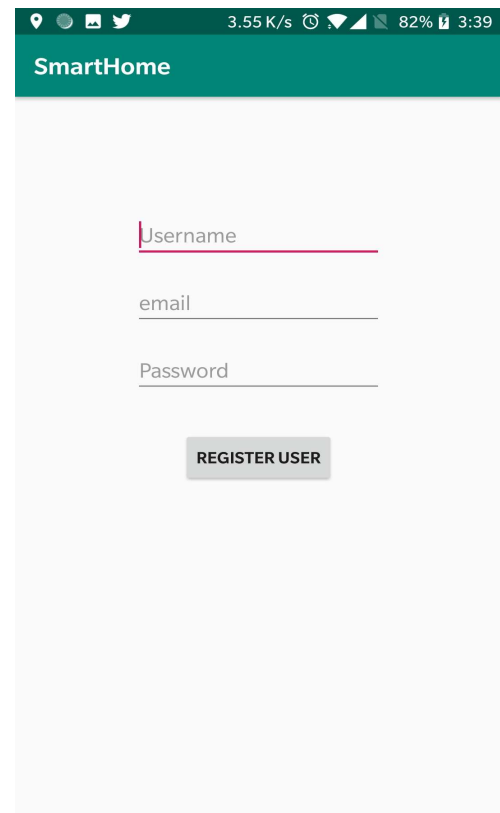 3.55 K/s 82% 3:39
SmartHome
Username
email
Password
REGISTER USER